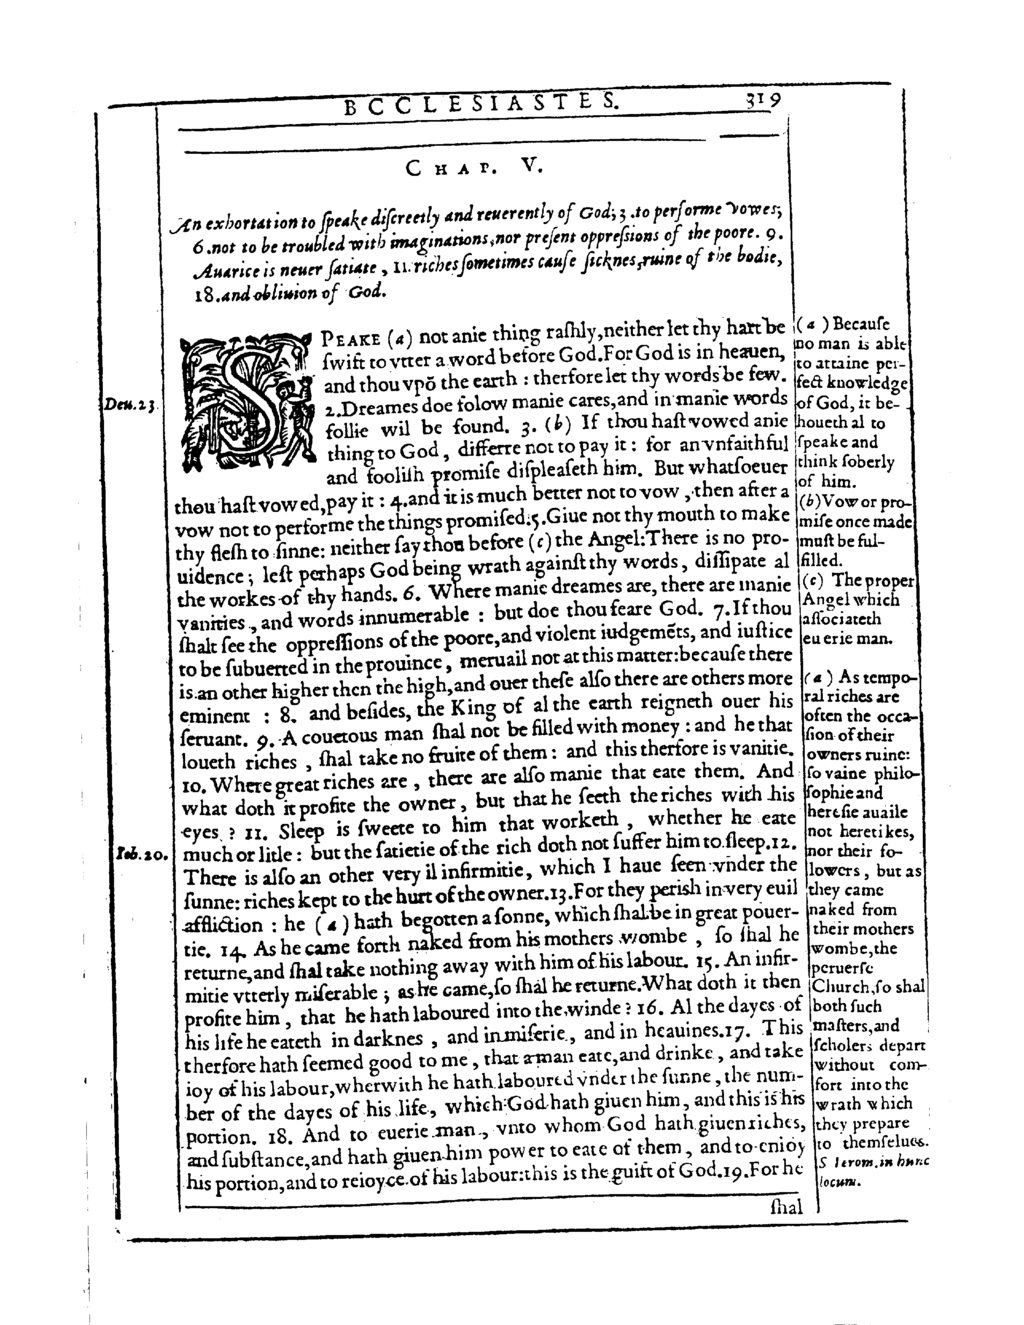 BCCLESIASTES. 319
CHAP. V.
An exhortation to ſpeake diſcreetly and reuerently of God; 3 .to performe vowes;
6.not to be troubled with imaginations,nor preſent oppreſsions of the poore. 9.
Auarice is neuer ſatiate , 11.riches ſometimes cauſe ſicknes,ruine of the bodie,
18.and obliuion of God.
SPEAKE (a) not anie thing raſhly,neither let thy hart be
ſwift to vtter a word before God.For God is in heauen,
and thou vpõ the earth : therfore let thy words be few.
2.Dreames doe folow manie cares,and in manie words
follie wil be found. 3. (b) If thou haſt vowed anie
thing to God , differre not to pay it : for an vnfaithful
and fooliſh promiſe diſpleaſeth him. But whatſoeuer
thou haſt vowed,pay it : 4.and it is much better not to vow ,then after a
vow not to performe the things promiſed.5.Giue not thy mouth to make
thy fleſh to ſinne: neither ſay thou before (c) the Angel:There is no pro-
uidence ; leſt perhaps God being wrath againſt thy words , diſſipate al
the workes of thy hands. 6. Where manie dreames are, there are manie
vanities , and words innumerable : but doe thou feare God. 7.If thou
ſhalt ſee the oppreſſions of the poore,and violent iudgemẽts, and iuſtice
to be ſubuerted in the prouince , meruail not at this matter:becauſe there
is an other higher then the high,and ouer theſe alſo there are others more
eminent : 8. and beſides, the King of al the earth reigneth ouer his
ſeruant. 9. A couetous man ſhal not be filled with money : and he that
loueth riches , ſhal take no fruite of them : and this therfore is vanitie.
10. Where great riches are , there are alſo manie that eate them. And
what doth it profite the owner , but that he ſeeth the riches with his
eyes ? 11. Sleep is ſweete to him that worketh , whether he eate
much or litle : but the ſatietie of the rich doth not ſuffer him to ſleep.12.
There is alſo an other very il infirmitie, which I haue ſeen vnder the
ſunne: riches kept to the hurt of the owner.13.For they periſh in very euil
affliction : he (a) hath begotten a ſonne, which ſhal be in great pouer-
tie. 14. As he came forth naked from his mothers wombe , ſo ſhal he
returne,and ſhal take nothing away with him of his labour. 15. An infir-
mitie vtterly miſerable ; as he came,ſo ſhal he returne.What doth it then
profite him , that he hath laboured into the winde ? 16. Al the dayes of
his life he eateth in darknes , and in miſerie , and in heauines.17. This
therfore hath ſeemed good to me , that a man eate,and drinke , and take
ioy of his labour,wherwith he hath laboured vnder the ſunne , the num-
ber of the dayes of his life , which God hath giuen him , and this is his
portion. 18. And to euerie man , vnto whom God hath giuen riches,
and ſubſtance,and hath giuen him power to eate of them , and to enioy
his portion,and to reioyce of his labour:this is the guift of God.19.For he
ſhal
Deu.23.
Iob.20.
(a) Becauſe
no man is able
to attaine per-
fect knowledge
of God, it be-
houeth al to
ſpeake and
think ſoberly
of him.
(b) Vow or pro-
miſe once made
muſt be ful-
filled.
(c) The proper
Angel which
aſſociateth
euerie man.
(a) As tempo-
ral riches are
often the occa-
ſion of their
owners ruine:
ſo vaine philo-
ſophie and
hereſie auaile
not heretikes,
nor their fo-
lowers , but as
they came
naked from
their mothers
wombe,the
peruerſe
Church,ſo shal
both ſuch
maſters,and
ſcholers depart
without com-
fort into the
wrath which
they prepare
to themſelues.
S Ierom.in hunc
locum.